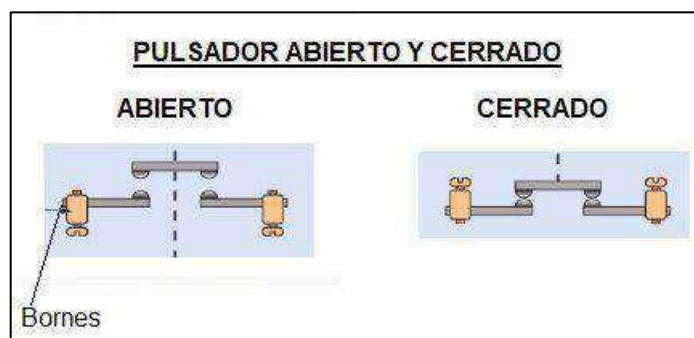 PULSADOR ABIERTO Y CERRADO
ABIERTO
CERRADO
Bornes